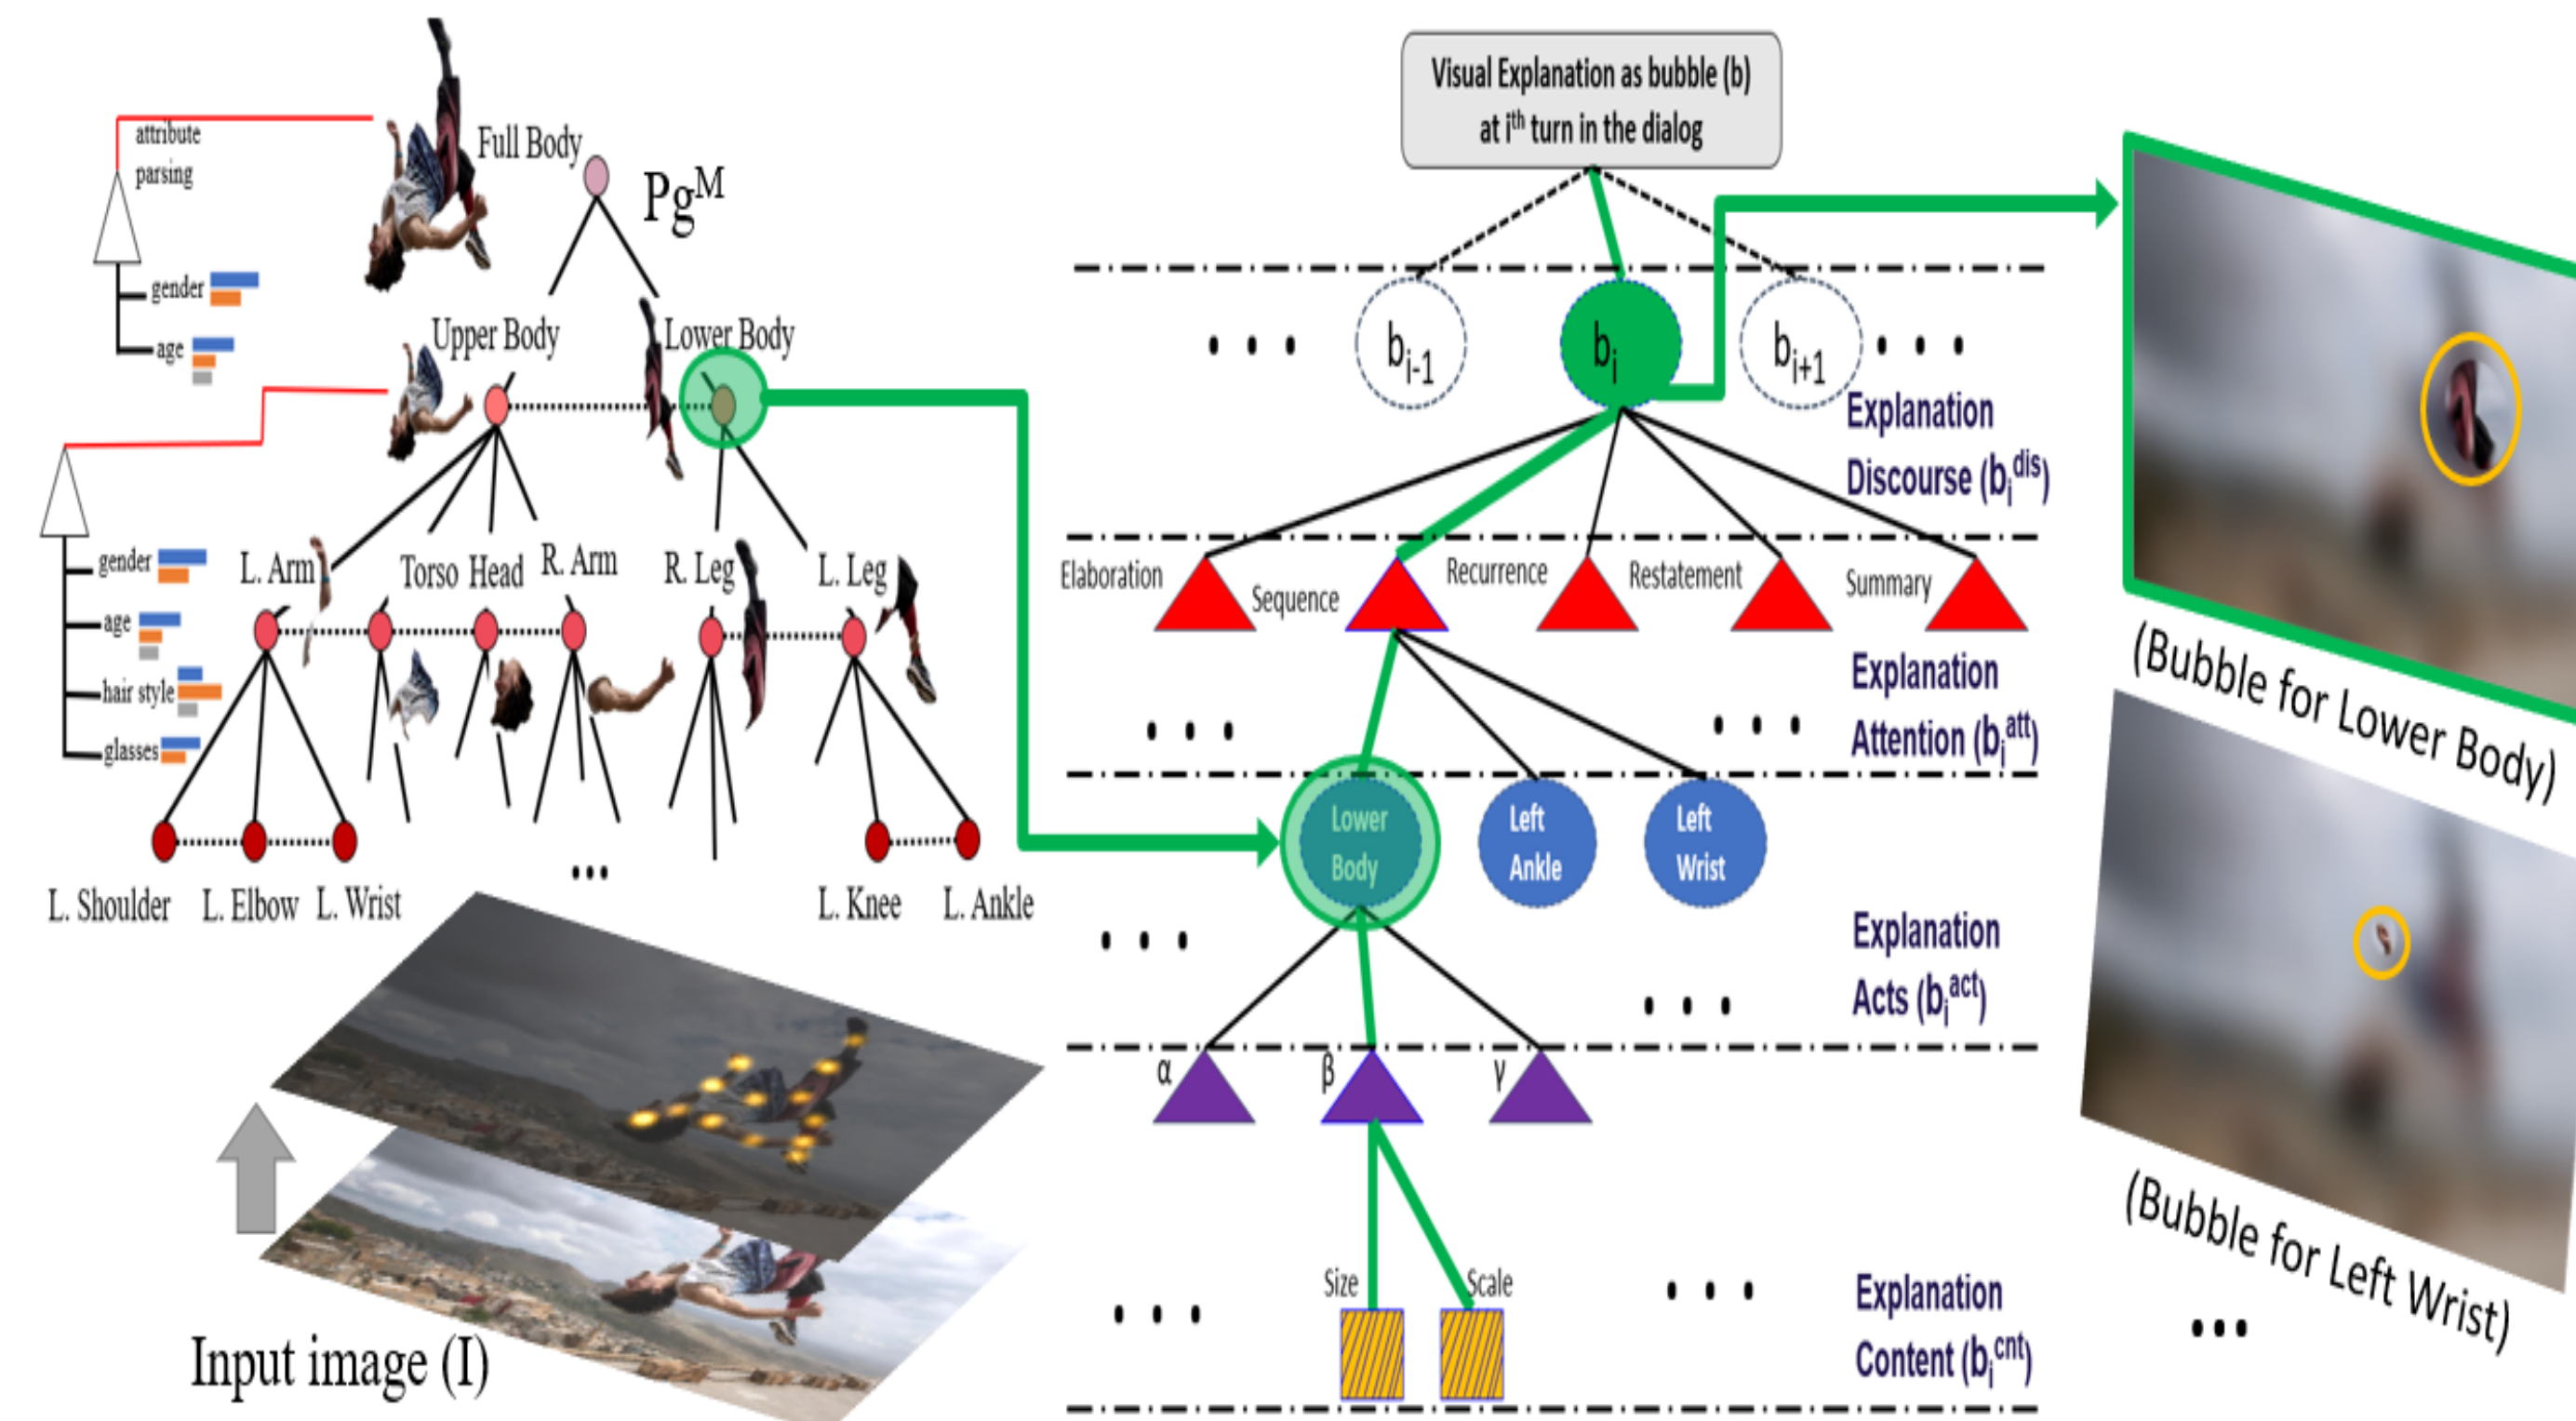 attribute
parsing
gender
age
Full Body
Pg^M
Upper Body
Lower Body
gender
age
hair style
glasses
L. Arm
Torso
Head
R. Arm
R. Leg
L. Leg
L. Shoulder
L. Elbow
L. Wrist
...
L. Knee
L. Ankle
Input image (I)
Visual Explanation as bubble (b)
at i^th turn in the dialog
. . .
b_i-1
b_i
b_i+1
. . .
Explanation
Discourse (b_i^dis)
Elaboration
Sequence
Recurrence
Restatement
Summary
. . .
. . .
Explanation
Attention (b_i^att)
Lower
Body
Left
Ankle
Left
Wrist
. . .
. . .
Explanation
Acts (b_i^act)
α
β
γ
Size
Scale
. . .
. . .
Explanation
Content (b_i^cnt)
(Bubble for Lower Body)
(Bubble for Left Wrist)
...